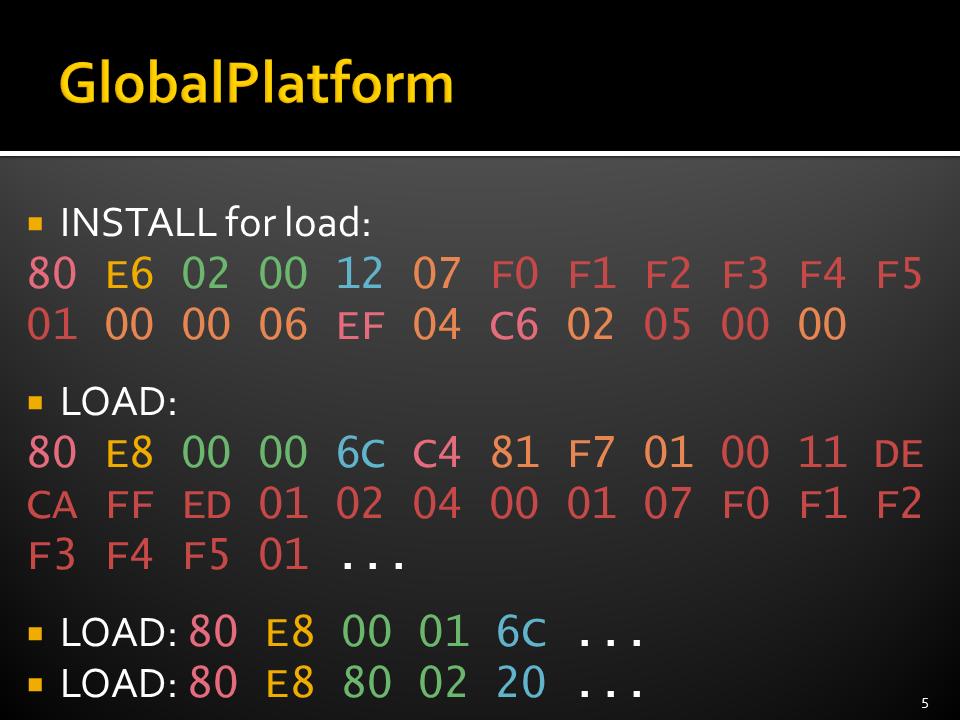 GlobalPlatform
INSTALL for load:
80 E6 02 00 12 07 F0 F1 F2 F3 F4 F5
01 00 00 06 EF 04 C6 02 05 00 00
LOAD:
80 E8 00 00 6C C4 81 F7 01 00 11 DE
CA FF ED 01 02 04 00 01 07 F0 F1 F2
F3 F4 F5 01 ...
LOAD: 80 E8 00 01 6C ...
LOAD: 80 E8 80 02 20 ...
5